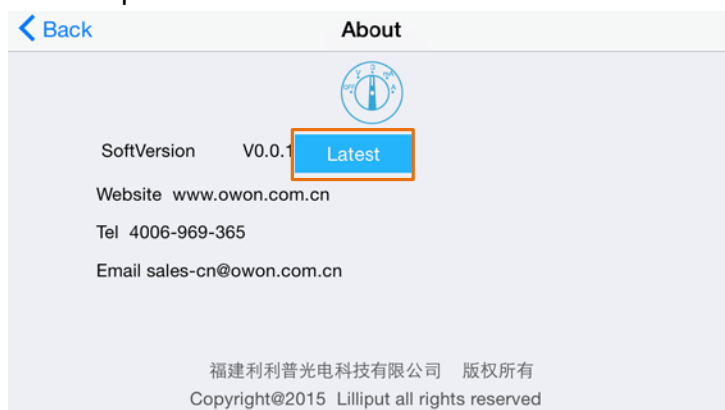 Back About
OFF V Ω mA A
SoftVersion V0.0.1 Latest
Website www.owon.com.cn
Tel 4006-969-365
Email sales-cn@owon.com.cn
福建利利普光电科技有限公司 版权所有
Copyright@2015 Lilliput all rights reserved